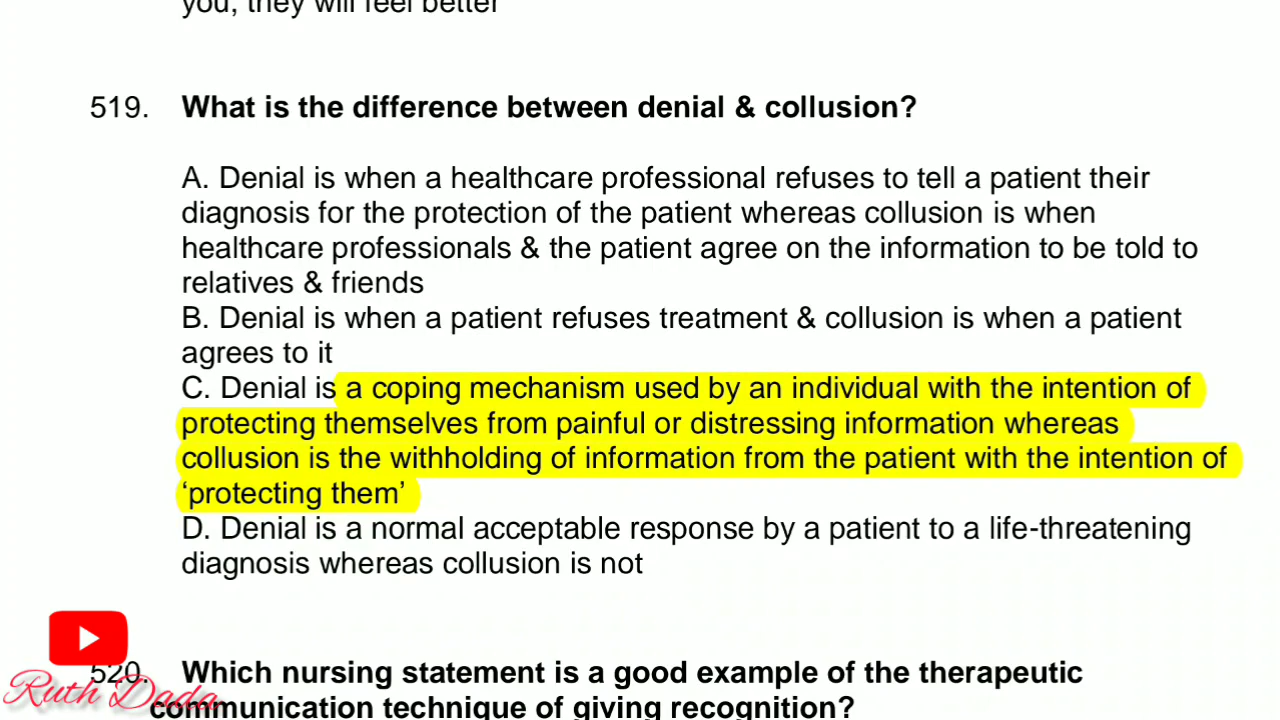 you, they will feel better
519. What is the difference between denial & collusion?
A. Denial is when a healthcare professional refuses to tell a patient their
diagnosis for the protection of the patient whereas collusion is when
healthcare professionals & the patient agree on the information to be told to
relatives & friends
B. Denial is when a patient refuses treatment & collusion is when a patient
agrees to it
C. Denial is a coping mechanism used by an individual with the intention of
protecting themselves from painful or distressing information whereas
collusion is the withholding of information from the patient with the intention of
‘protecting them’
D. Denial is a normal acceptable response by a patient to a life-threatening
diagnosis whereas collusion is not
520. Which nursing statement is a good example of the therapeutic
communication technique of giving recognition?
Ruth Dada